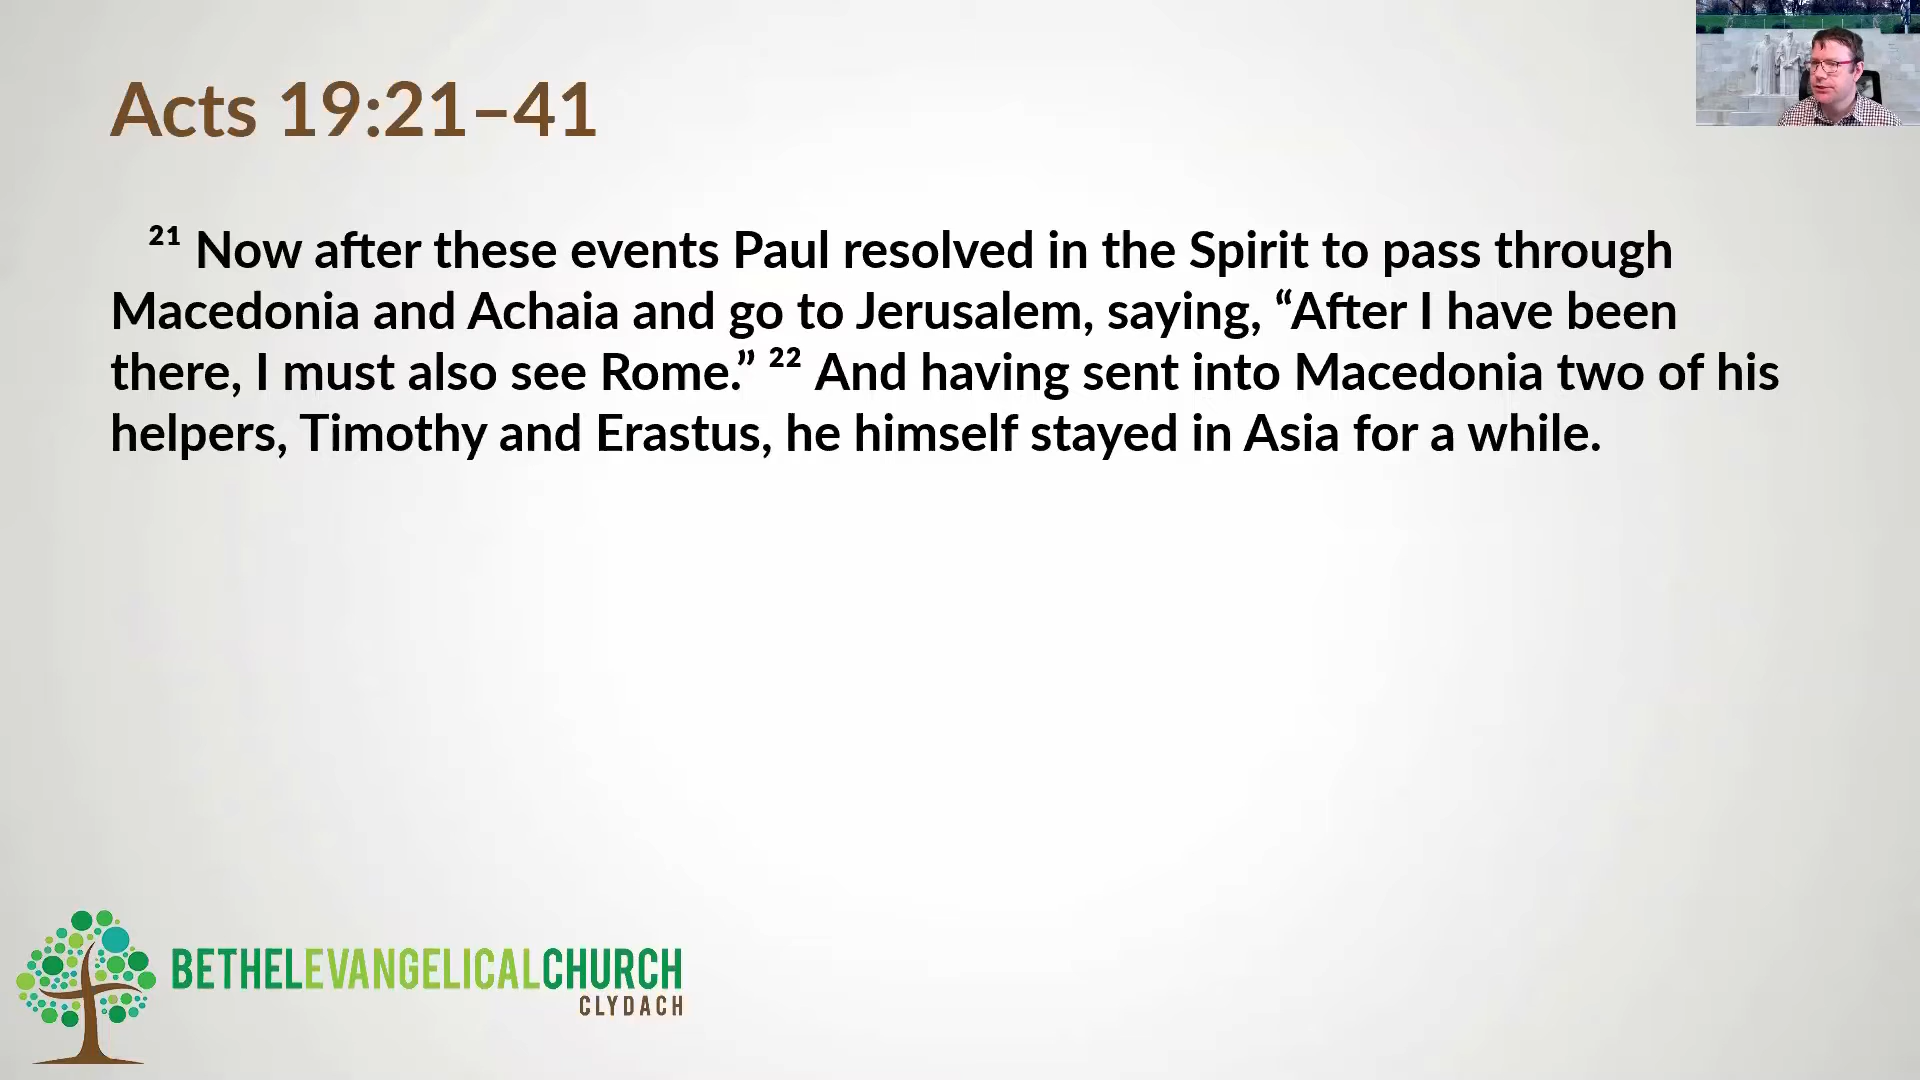 Acts 19:21–41
²¹ Now after these events Paul resolved in the Spirit to pass through
Macedonia and Achaia and go to Jerusalem, saying, “After I have been
there, I must also see Rome.” ²² And having sent into Macedonia two of his
helpers, Timothy and Erastus, he himself stayed in Asia for a while.
BETHELEVANGELICALCHURCH
CLYDACH